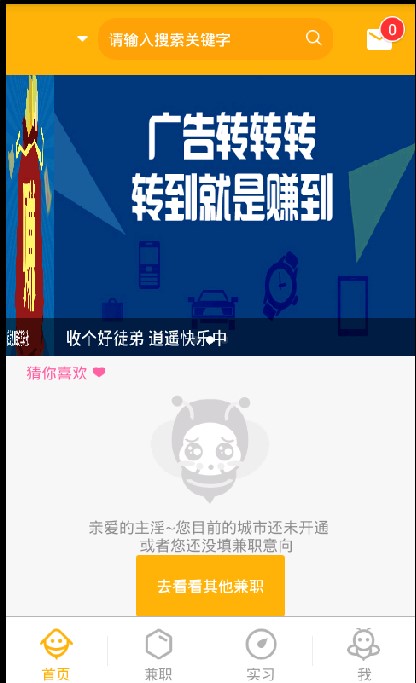 请输入搜索关键字
0
广告转转转
转到就是赚到
收个好徒弟 逍遥快乐中
猜你喜欢
亲爱的主淫~您目前的城市还未开通
或者您还没填兼职意向
去看看其他兼职
首页
兼职
实习
我